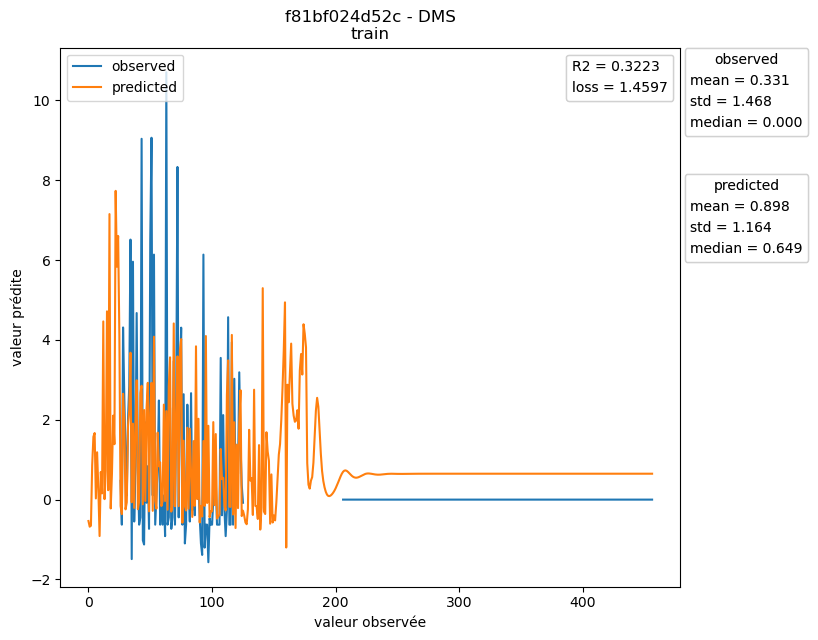 f81bf024d52c - DMS
train
observed
predicted
R2 = 0.3223
loss = 1.4597
observed
mean = 0.331
std = 1.468
median = 0.000
predicted
mean = 0.898
std = 1.164
median = 0.649
valeur prédite
10
8
6
4
2
0
−2
0
100
200
300
400
valeur observée